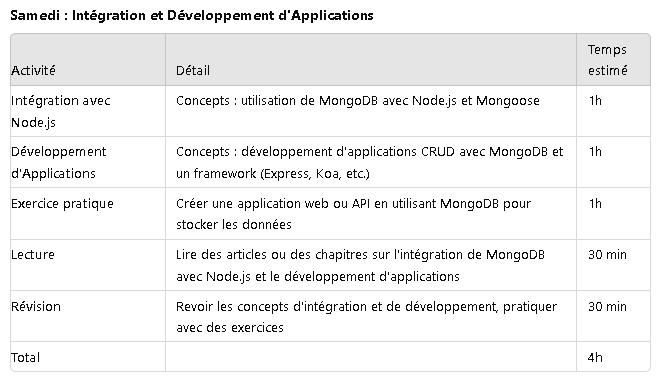 Samedi : Intégration et Développement d'Applications
Temps
Activité Détail estimé
Intégration avec Concepts : utilisation de MongoDB avec Node.js et Mongoose 1h
Node.js
Développement Concepts : développement d'applications CRUD avec MongoDB et 1h
d'Applications un framework (Express, Koa, etc.)
Exercice pratique Créer une application web ou API en utilisant MongoDB pour 1h
stocker les données
Lecture Lire des articles ou des chapitres sur l'intégration de MongoDB 30 min
avec Node.js et le développement d'applications
Révision Revoir les concepts d'intégration et de développement, pratiquer 30 min
avec des exercices
Total 4h